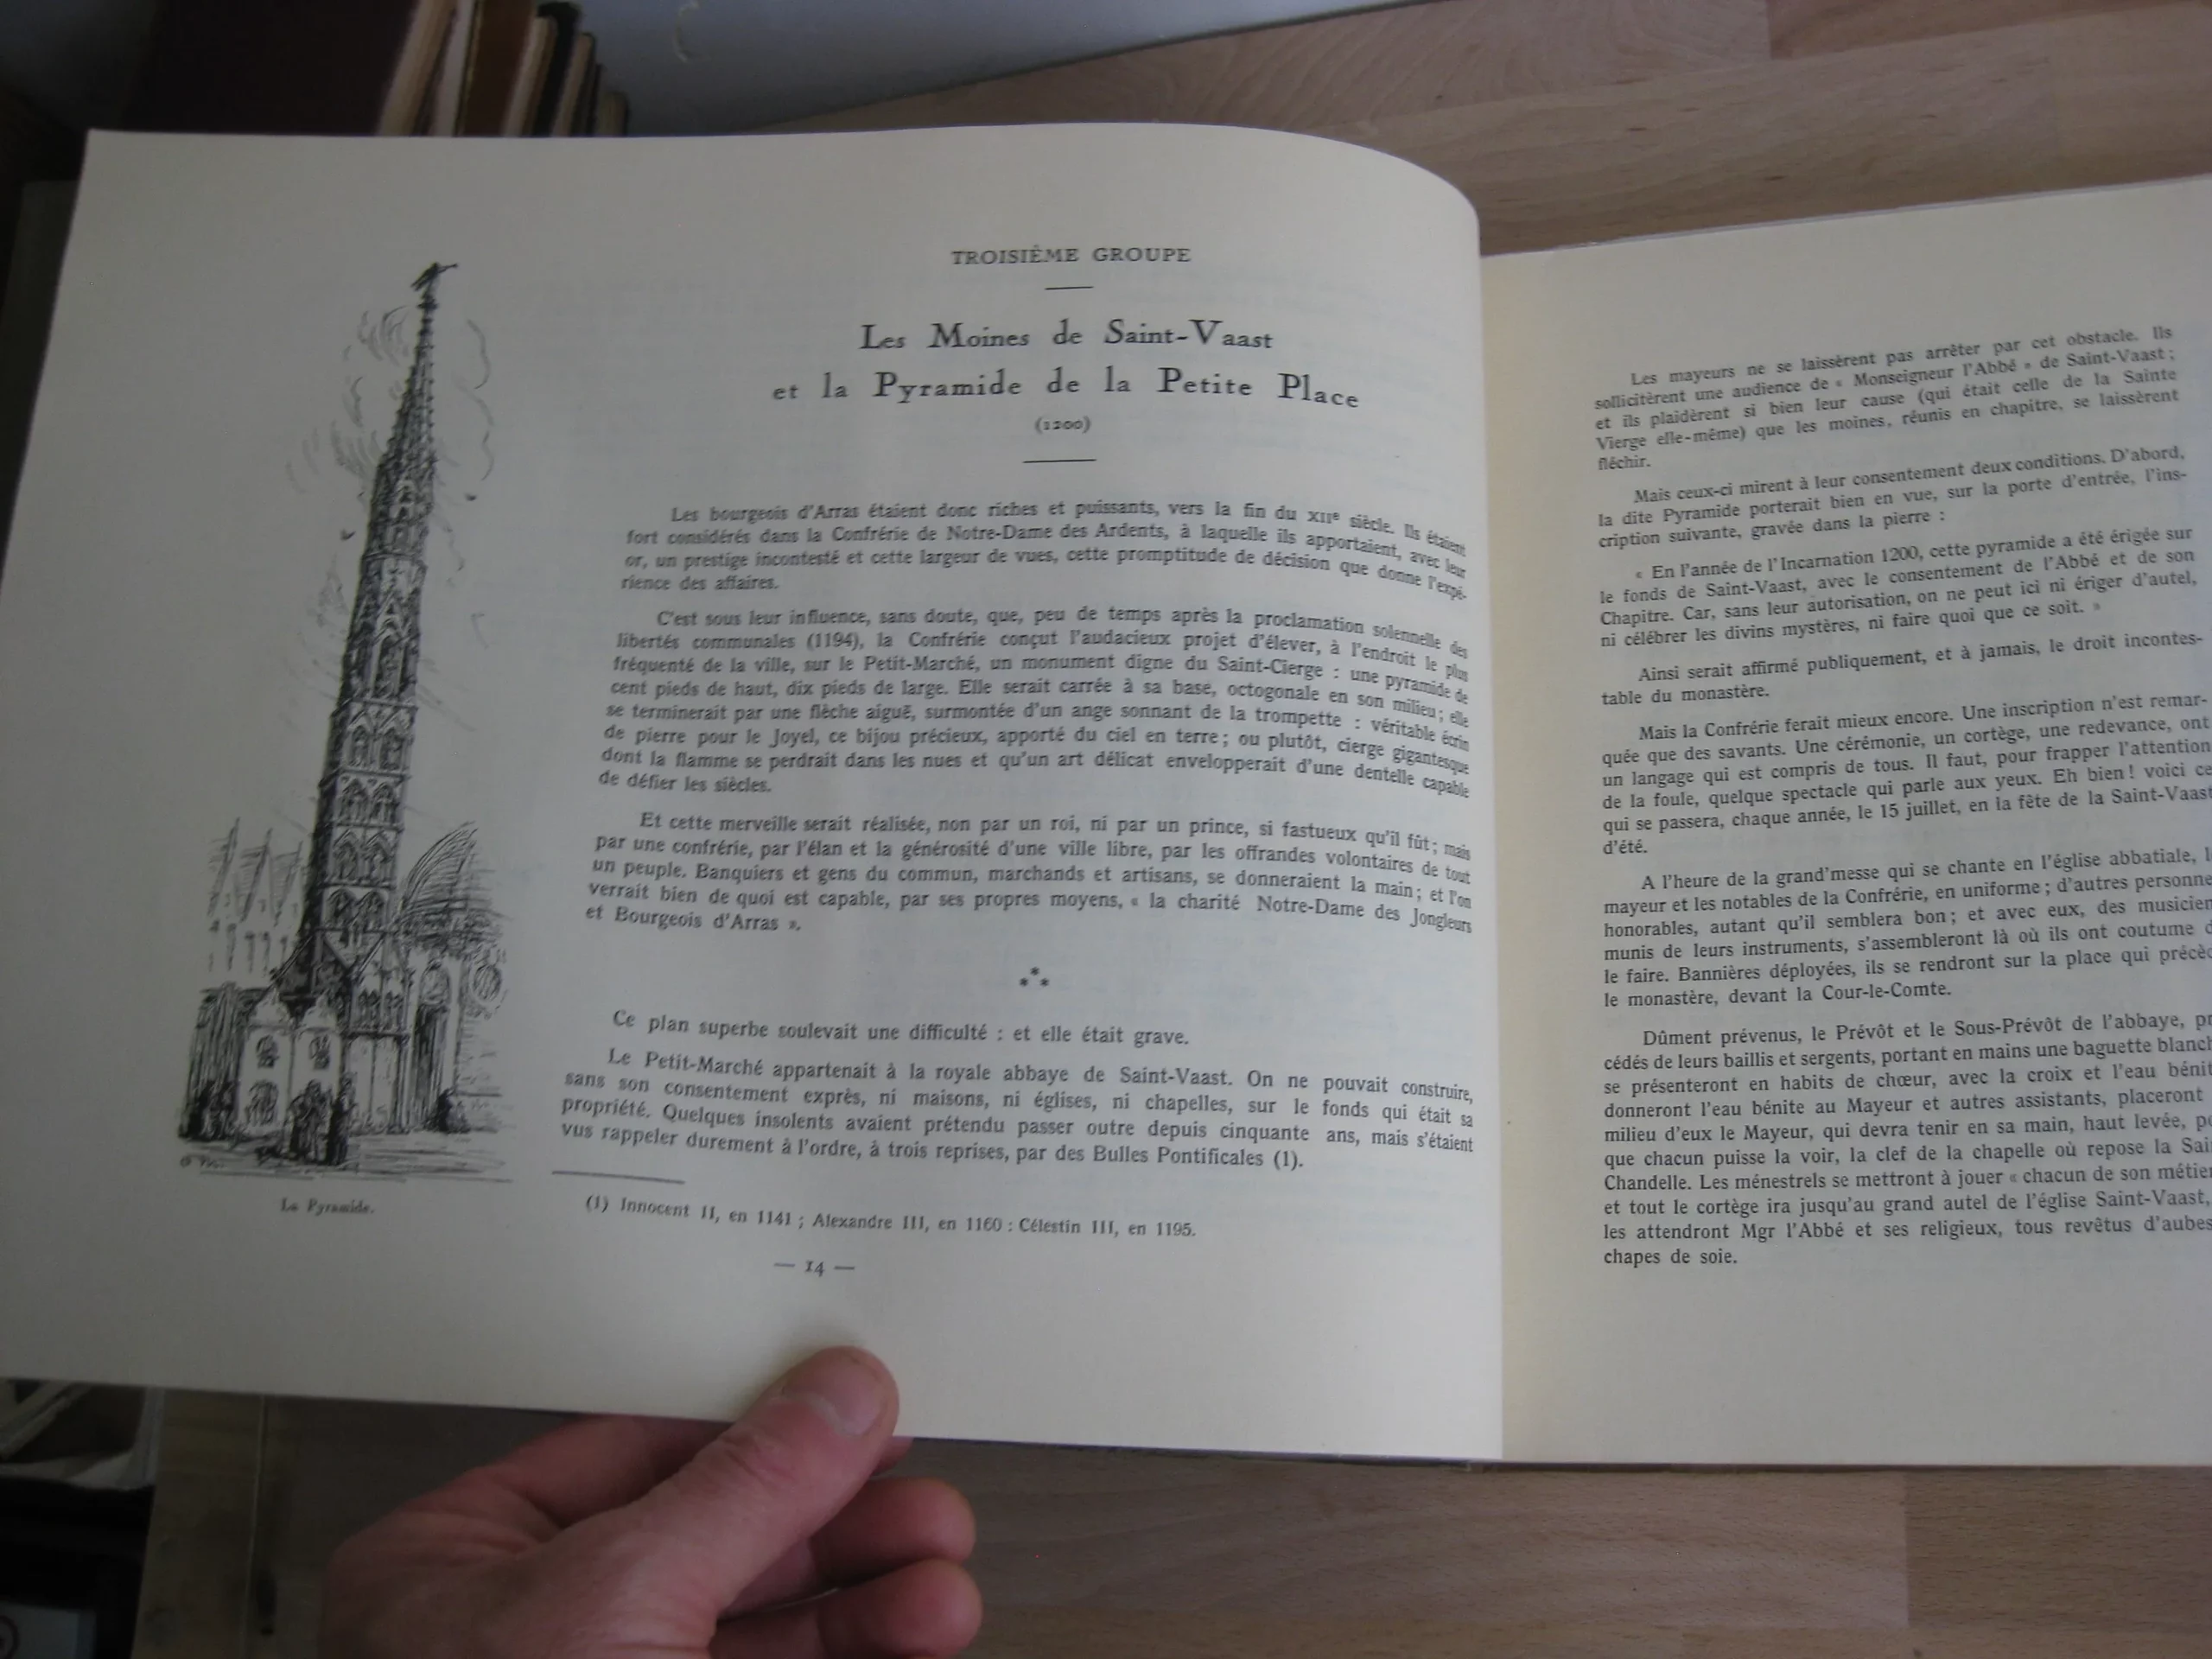 TROISIÈME GROUPE
Les Moines de Saint-Vaast
et la Pyramide de la Petite Place
(1200)
Les bourgeois d'Arras étaient donc riches et puissants, vers la fin du XIIe siècle. Ils étaient
fort considérés dans la Confrérie de Notre-Dame des Ardents, à laquelle ils apportaient, avec leur
or, un prestige incontesté et cette largeur de vues, cette promptitude de décision que donne l'expé-
rience des affaires.
C'est sous leur influence, sans doute, que, peu de temps après la proclamation solennelle des
libertés communales (1194), la Confrérie conçut l'audacieux projet d'élever, à l'endroit le plus
fréquenté de la ville, sur le Petit-Marché, un monument digne du Saint-Cierge : une pyramide de
cent pieds de haut, dix pieds de large. Elle serait carrée à sa base, octogonale en son milieu ; elle
se terminerait par une flèche aiguë, surmontée d'un ange sonnant de la trompette : véritable écrin
de pierre pour le Joyel, ce bijou précieux, apporté du ciel en terre ; ou plutôt, cierge gigantesque
dont la flamme se perdrait dans les nues et qu'un art délicat envelopperait d'une dentelle capable
de défier les siècles.
Et cette merveille serait réalisée, non par un roi, ni par un prince, si fastueux qu'il fût ; mais
par une confrérie, par l'élan et la générosité d'une ville libre, par les offrandes volontaires de tout
un peuple. Banquiers et gens du commun, marchands et artisans, se donneraient la main ; et l'on
verrait bien de quoi est capable, par ses propres moyens, « la charité Notre-Dame des Jongleurs
et Bourgeois d'Arras ».
* * *
Ce plan superbe soulevait une difficulté : et elle était grave.
Le Petit-Marché appartenait à la royale abbaye de Saint-Vaast. On ne pouvait construire,
sans son consentement exprès, ni maisons, ni églises, ni chapelles, sur le fonds qui était sa
propriété. Quelques insolents avaient prétendu passer outre depuis cinquante ans, mais s'étaient
vus rappeler durement à l'ordre, à trois reprises, par des Bulles Pontificales (1).
La Pyramide.
(1) Innocent II, en 1141 ; Alexandre III, en 1160 : Célestin III, en 1195.
— 14 —
Les mayeurs ne se laissèrent pas arrêter par cet obstacle. Ils
sollicitèrent une audience de « Monseigneur l'Abbé » de Saint-Vaast ;
et ils plaidèrent si bien leur cause (qui était celle de la Sainte
Vierge elle-même) que les moines, réunis en chapitre, se laissèrent
fléchir.
Mais ceux-ci mirent à leur consentement deux conditions. D'abord,
la dite Pyramide porterait bien en vue, sur la porte d'entrée, l'ins-
cription suivante, gravée dans la pierre :
« En l'année de l'Incarnation 1200, cette pyramide a été érigée sur
le fonds de Saint-Vaast, avec le consentement de l'Abbé et de son
Chapitre. Car, sans leur autorisation, on ne peut ici ni ériger d'autel,
ni célébrer les divins mystères, ni faire quoi que ce soit. »
Ainsi serait affirmé publiquement, et à jamais, le droit incontes-
table du monastère.
Mais la Confrérie ferait mieux encore. Une inscription n'est remar-
quée que des savants. Une cérémonie, un cortège, une redevance, ont
un langage qui est compris de tous. Il faut, pour frapper l'attention
de la foule, quelque spectacle qui parle aux yeux. Eh bien ! voici ce
qui se passera, chaque année, le 15 juillet, en la fête de la Saint-Vaast
d'été.
A l'heure de la grand'messe qui se chante en l'église abbatiale, l
mayeur et les notables de la Confrérie, en uniforme ; d'autres personne
honorables, autant qu'il semblera bon ; et avec eux, des musicien
munis de leurs instruments, s'assembleront là où ils ont coutume d
le faire. Bannières déployées, ils se rendront sur la place qui précèd
le monastère, devant la Cour-le-Comte.
Dûment prévenus, le Prévôt et le Sous-Prévôt de l'abbaye, pr
cédés de leurs baillis et sergents, portant en mains une baguette blanch
se présenteront en habits de chœur, avec la croix et l'eau bénit
donneront l'eau bénite au Mayeur et autres assistants, placeront
milieu d'eux le Mayeur, qui devra tenir en sa main, haut levée, po
que chacun puisse la voir, la clef de la chapelle où repose la Sai
Chandelle. Les ménestrels se mettront à jouer « chacun de son métier
et tout le cortège ira jusqu'au grand autel de l'église Saint-Vaast,
les attendront Mgr l'Abbé et ses religieux, tous revêtus d'aubes
chapes de soie.